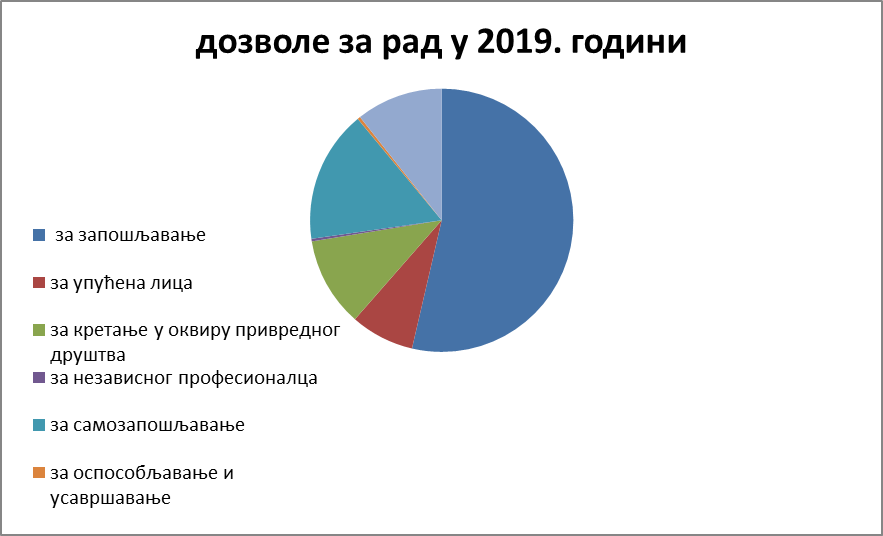 дозволе за рад у 2019. години
за запошљавање
за упућена лица
за кретање у оквиру привредног
друштва
за независног професионалца
за самозапошљавање
за оспособљавање и
усавршавање